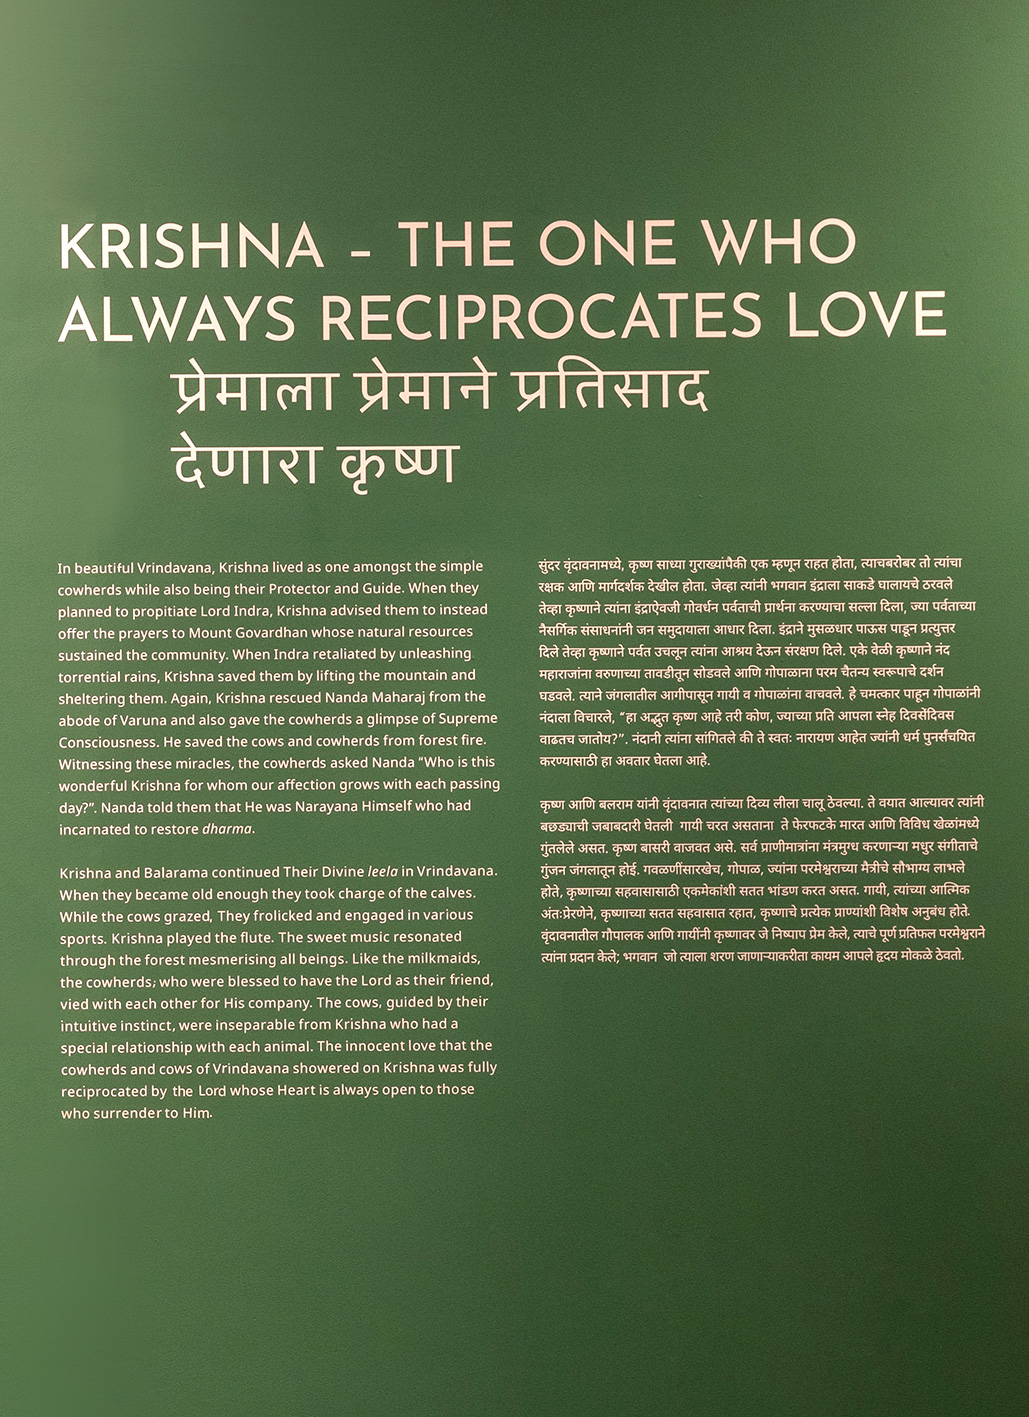 KRISHNA – THE ONE WHO
ALWAYS RECIPROCATES LOVE
प्रेमाला प्रेमाने प्रतिसाद
देणारा कृष्ण
In beautiful Vrindavana, Krishna lived as one amongst the simple
cowherds while also being their Protector and Guide. When they
planned to propitiate Lord Indra, Krishna advised them to instead
offer the prayers to Mount Govardhan whose natural resources
sustained the community. When Indra retaliated by unleashing
torrential rains, Krishna saved them by lifting the mountain and
sheltering them. Again, Krishna rescued Nanda Maharaj from the
abode of Varuna and also gave the cowherds a glimpse of Supreme
Consciousness. He saved the cows and cowherds from forest fire.
Witnessing these miracles, the cowherds asked Nanda "Who is this
wonderful Krishna for whom our affection grows with each passing
day?". Nanda told them that He was Narayana Himself who had
incarnated to restore dharma.
Krishna and Balarama continued Their Divine leela in Vrindavana.
When they became old enough they took charge of the calves.
While the cows grazed, They frolicked and engaged in various
sports. Krishna played the flute. The sweet music resonated
through the forest mesmerising all beings. Like the milkmaids,
the cowherds; who were blessed to have the Lord as their friend,
vied with each other for His company. The cows, guided by their
intuitive instinct, were inseparable from Krishna who had a
special relationship with each animal. The innocent love that the
cowherds and cows of Vrindavana showered on Krishna was fully
reciprocated by the Lord whose Heart is always open to those
who surrender to Him.
सुंदर वृंदावनामध्ये, कृष्ण साध्या गुराख्यांपैकी एक म्हणून राहत होता, त्याचबरोबर तो त्यांचा
रक्षक आणि मार्गदर्शक देखील होता. जेव्हा त्यांनी भगवान इंद्राला साकडे घालायचे ठरवले
तेव्हा कृष्णाने त्यांना इंद्राऐवजी गोवर्धन पर्वताची प्रार्थना करण्याचा सल्ला दिला, ज्या पर्वताच्या
नैसर्गिक संसाधनांनी जन समुदायाला आधार दिला. इंद्राने मुसळधार पाऊस पाडून प्रत्युत्तर
दिले तेव्हा कृष्णाने पर्वत उचलून त्यांना आश्रय देऊन संरक्षण दिले. एके वेळी कृष्णाने नंद
महाराजांना वरुणाच्या तावडीतून सोडवले आणि गोपाळाना परम चैतन्य स्वरूपाचे दर्शन
घडवले. त्याने जंगलातील आगीपासून गायी व गोपाळांना वाचवले. हे चमत्कार पाहून गोपाळांनी
नंदाला विचारले, "हा अद्भुत कृष्ण आहे तरी कोण, ज्याच्या प्रति आपला स्नेह दिवसेंदिवस
वाढतच जातोय?". नंदानी त्यांना सांगितले की ते स्वतः नारायण आहेत ज्यांनी धर्म पुनर्संचयित
करण्यासाठी हा अवतार घेतला आहे.
कृष्ण आणि बलराम यांनी वृंदावनात त्यांच्या दिव्य लीला चालू ठेवल्या. ते वयात आल्यावर त्यांनी
बछड्याची जबाबदारी घेतली गायी चरत असताना ते फेरफटके मारत आणि विविध खेळांमध्ये
गुंतलेले असत. कृष्ण बासरी वाजवत असे. सर्व प्राणीमात्रांना मंत्रमुग्ध करणाऱ्या मधुर संगीताचे
गुंजन जंगलातून होई. गवळणींसारखेच, गोपाळ, ज्यांना परमेश्वराच्या मैत्रीचे सौभाग्य लाभले
होते, कृष्णाच्या सहवासासाठी एकमेकांशी सतत भांडण करत असत. गायी, त्यांच्या आत्मिक
अंतःप्रेरणेने, कृष्णाच्या सतत सहवासात रहात, कृष्णाचे प्रत्येक प्राण्यांशी विशेष अनुबंध होते.
वृंदावनातील गौपालक आणि गायींनी कृष्णावर जे निष्पाप प्रेम केले, त्याचे पूर्ण प्रतिफल परमेश्वराने
त्यांना प्रदान केले; भगवान जो त्याला शरण जाणाऱ्याकरीता कायम आपले हृदय मोकळे ठेवतो.